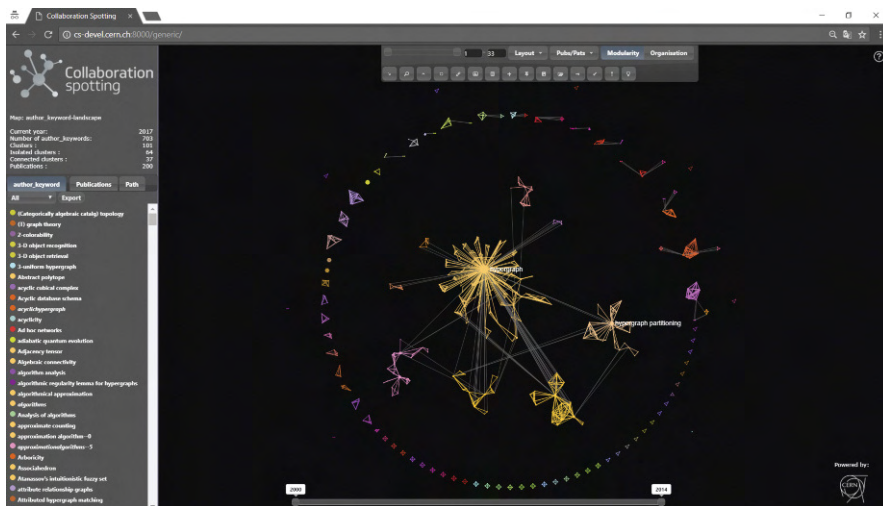 Collaboration Spotting
cs-devel.cern.ch:8000/generic/
Collaboration
spotting
1 33 Layout Pubs/Pats Modularity Organisation
Map: author_keyword-landscape
Current year: 2017
Number of author_keywords: 703
Clusters : 101
Isolated clusters : 64
Connected clusters : 37
Publications : 200
author_keyword Publications Path
All Export
(Categorically algebraic catalg) topology
(I) graph theory
2-colorability
3-D object recognition
3-D object retrieval
3-uniform hypergraph
Abstract polytope
acyclic cubical complex
Acyclic database schema
acyclichypergraph
acyclicity
Ad hoc networks
adiabatic quantum evolution
Adjacency tensor
Algebraic connectivity
algorithm analysis
algorithmic regularity lemma for hypergraphs
algorithmical approximation
algorithms
Analysis of algorithms
approximate counting
approximation algorithm--0
approximationalgorithms--5
Arboricity
Associahedron
Atanassov's intuitionistic fuzzy set
attribute relationship graphs
Attributed hypergraph matching
hypergraph
hypergraph partitioning
2000 2014
Powered by:
CERN